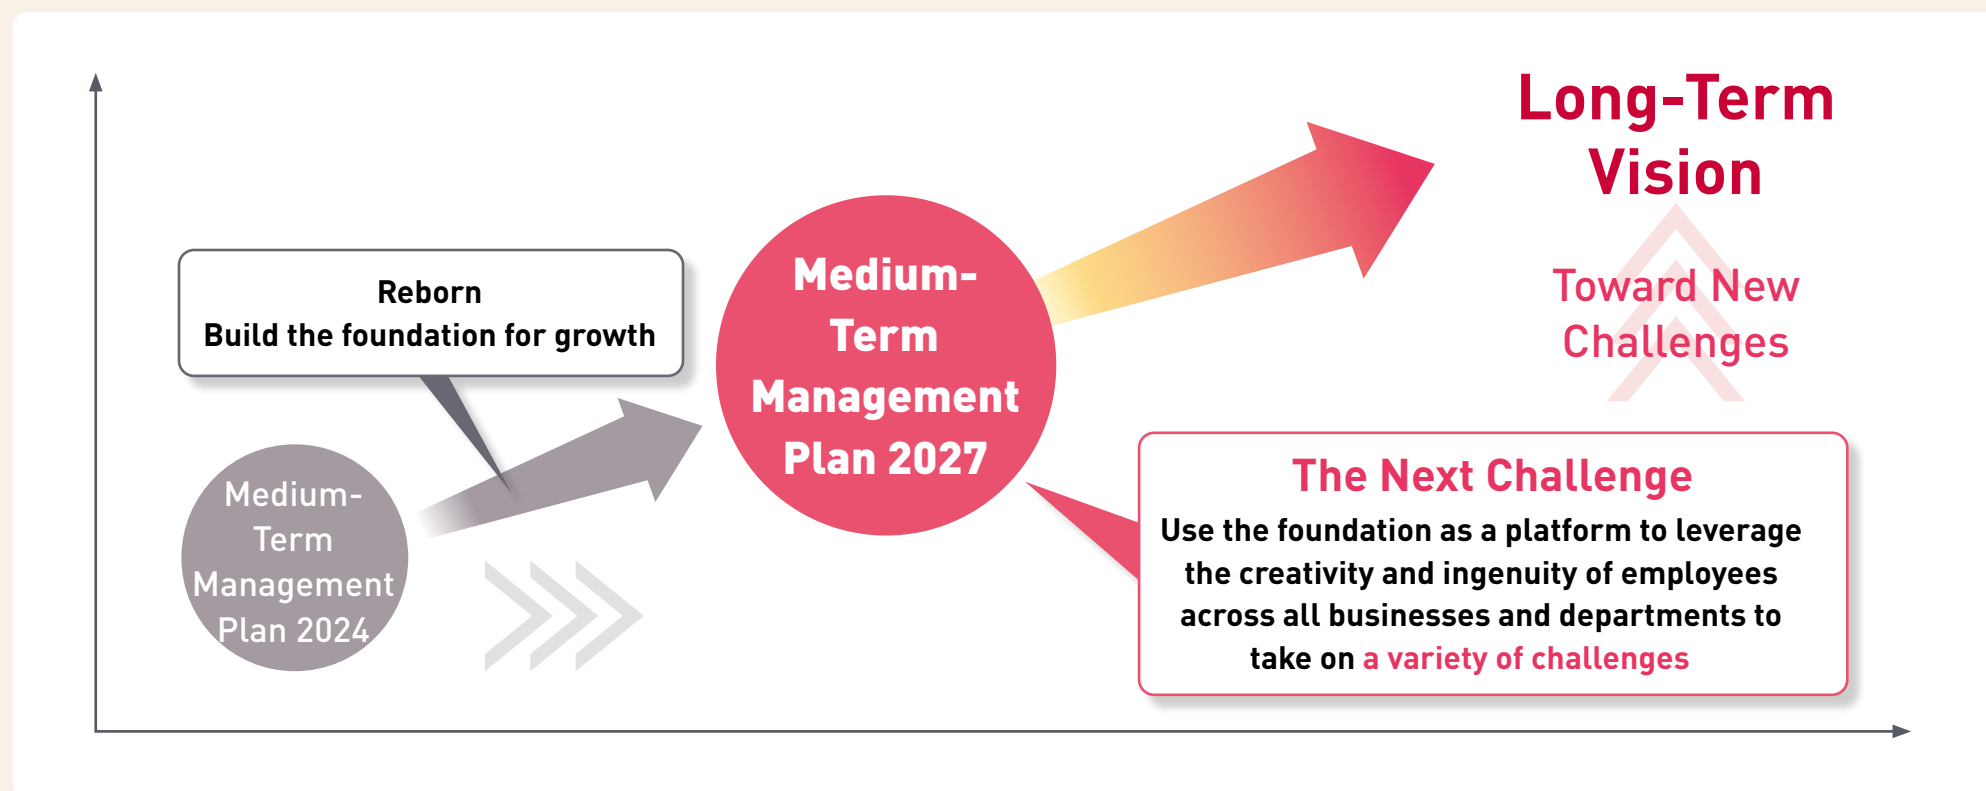 Long-Term
Vision
Toward New
Challenges
Reborn
Build the foundation for growth
Medium-
Term
Management
Plan 2024
Medium-
Term
Management
Plan 2027
The Next Challenge
Use the foundation as a platform to leverage
the creativity and ingenuity of employees
across all businesses and departments to
take on a variety of challenges